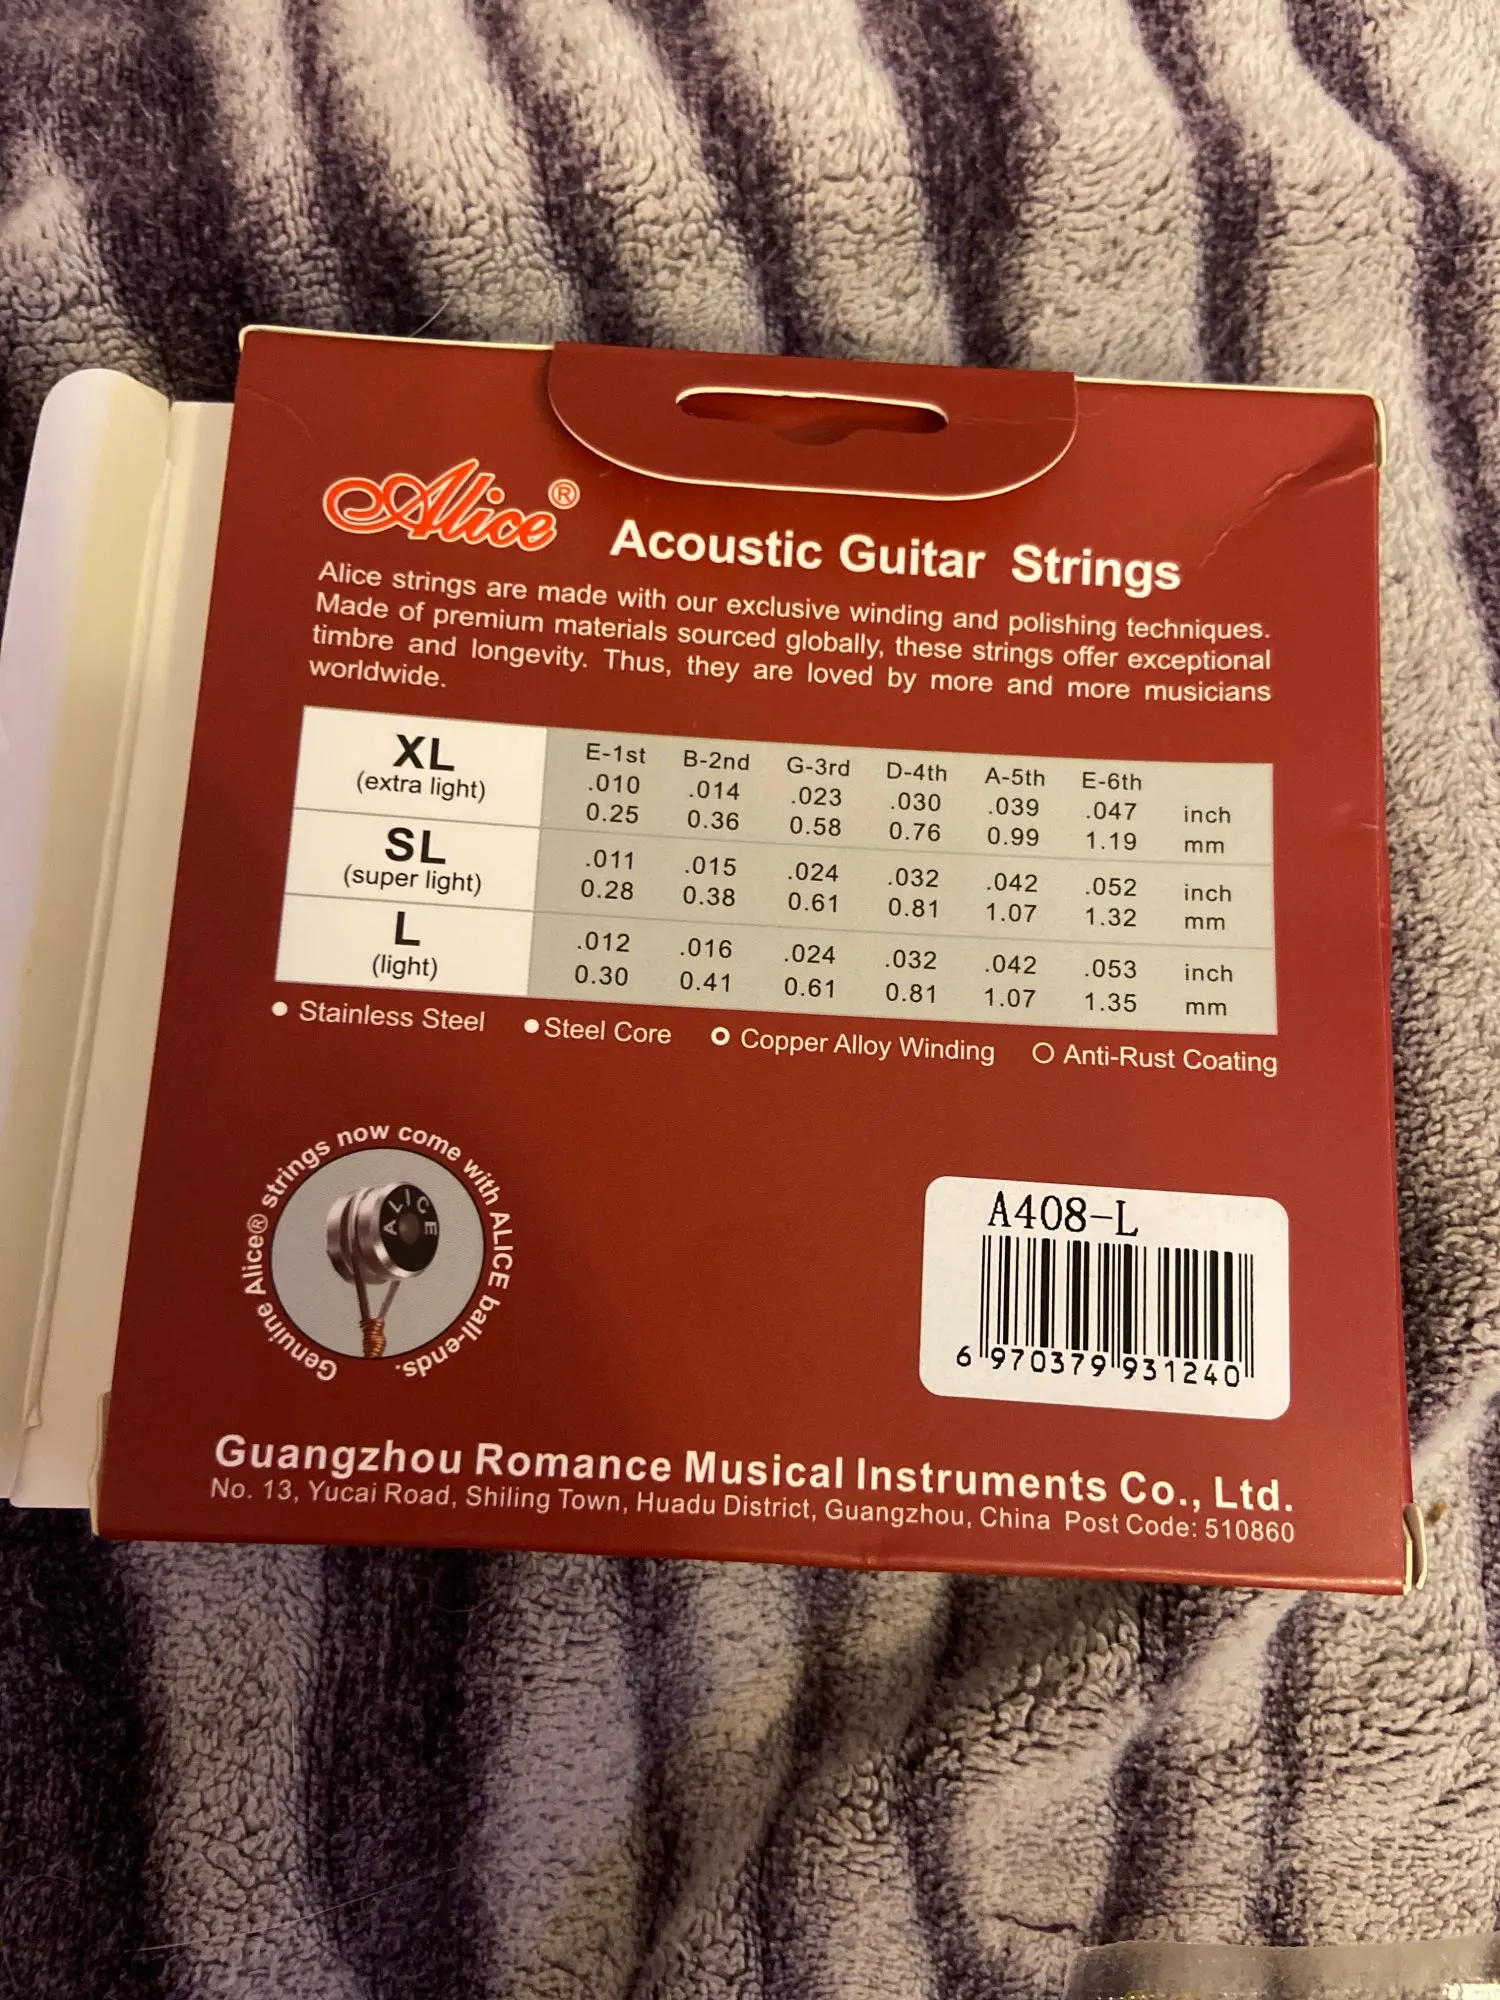 Alice®
Acoustic Guitar Strings
Alice strings are made with our exclusive winding and polishing techniques.
Made of premium materials sourced globally, these strings offer exceptional
timbre and longevity. Thus, they are loved by more and more musicians
worldwide.
E-1st B-2nd G-3rd D-4th A-5th E-6th
XL .010 .014 .023 .030 .039 .047 inch
(extra light) 0.25 0.36 0.58 0.76 0.99 1.19 mm
SL .011 .015 .024 .032 .042 .052 inch
(super light) 0.28 0.38 0.61 0.81 1.07 1.32 mm
L .012 .016 .024 .032 .042 .053 inch
(light) 0.30 0.41 0.61 0.81 1.07 1.35 mm
Stainless Steel Steel Core Copper Alloy Winding Anti-Rust Coating
Genuine Alice® strings now come with ALICE ball-ends.
ALICE
A408-L
6 970379 931240
Guangzhou Romance Musical Instruments Co., Ltd.
No. 13, Yucai Road, Shiling Town, Huadu District, Guangzhou, China Post Code: 510860